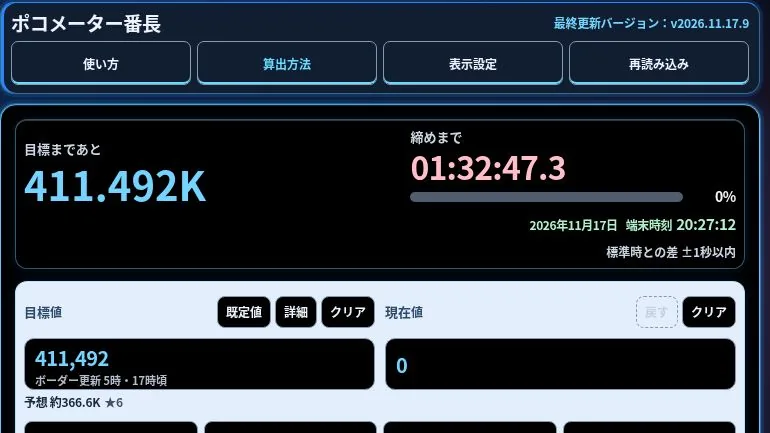 ポコメーター番長
最終更新バージョン：v2026.11.17.9
使い方
算出方法
表示設定
再読み込み
目標まであと
411.492K
締めまで
01:32:47.3
0%
2026年11月17日 端末時刻 20:27:12
標準時との差 ±1秒以内
目標値
既定値
詳細
クリア
411,492
ボーダー更新 5時・17時頃
予想 約366.6K ★6
現在値
戻す
クリア
0